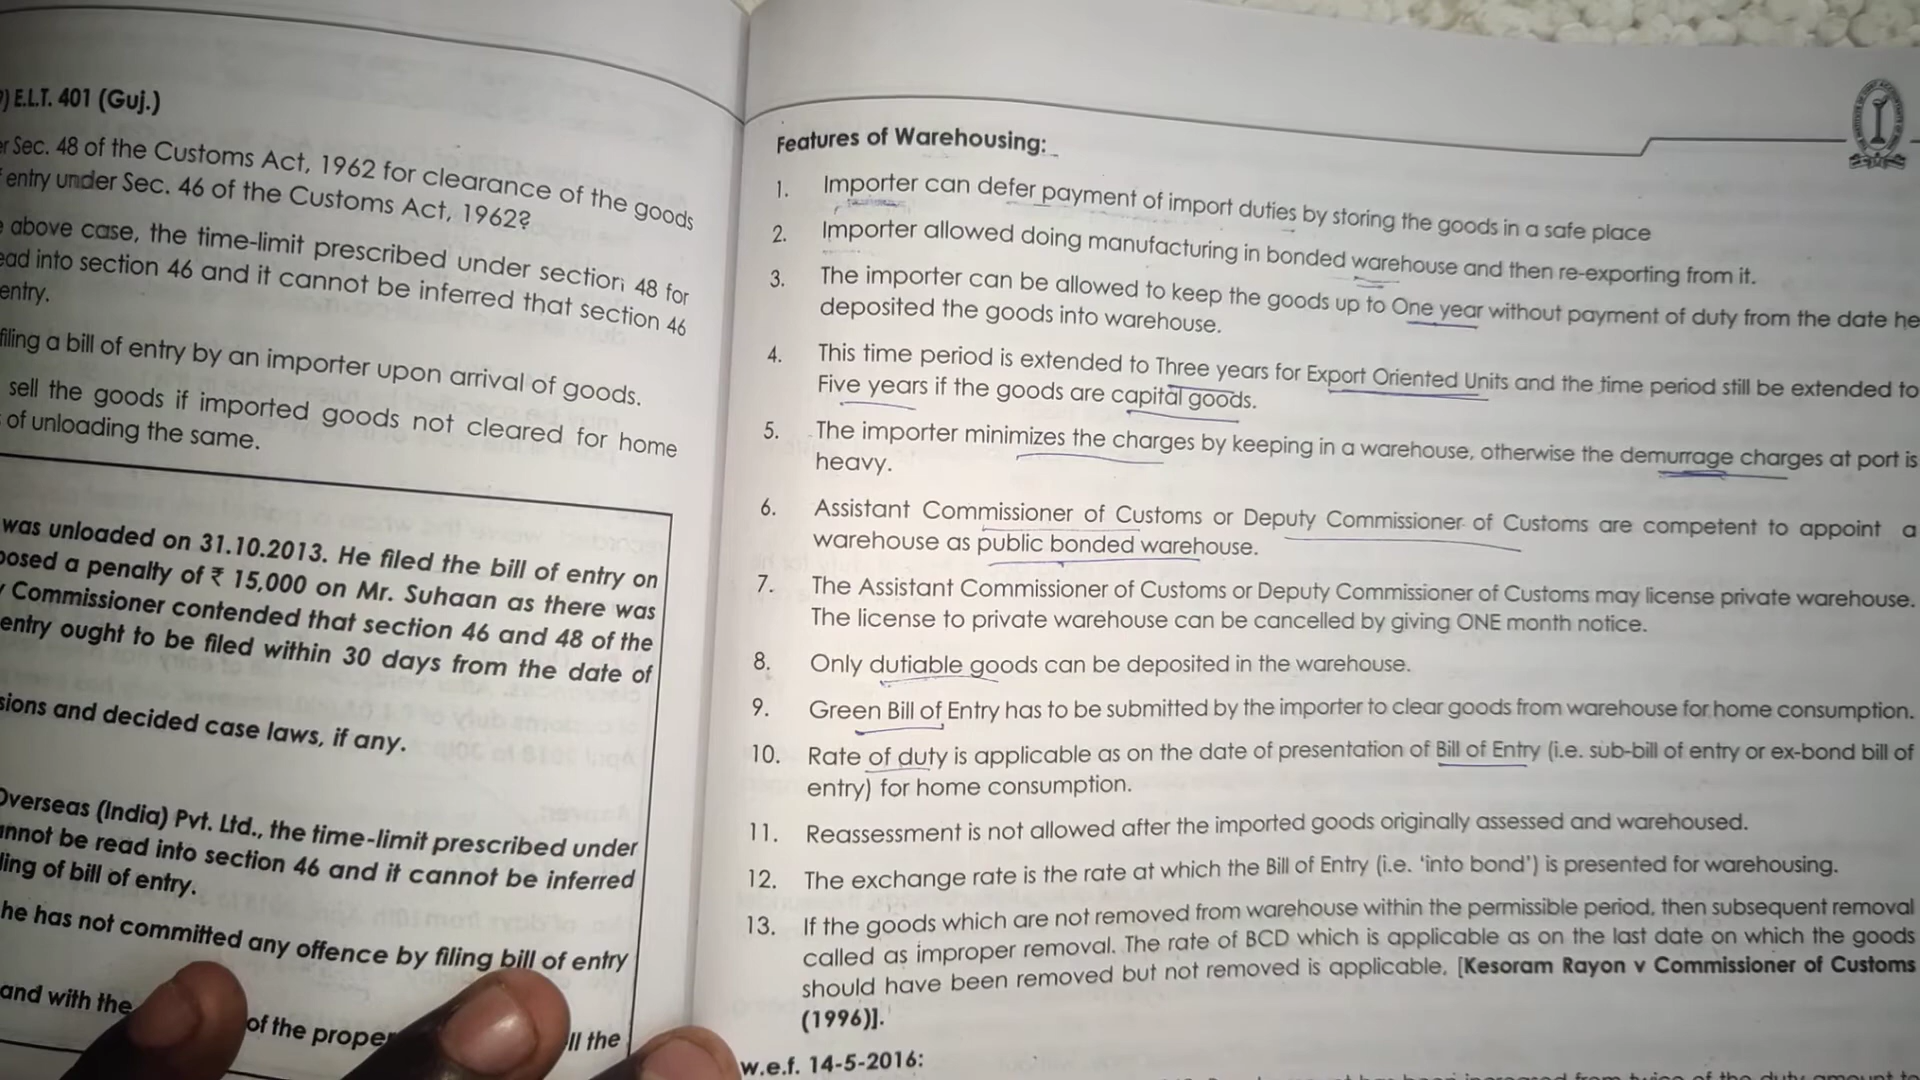 E.L.T. 401 (Guj.)
Sec. 48 of the Customs Act, 1962 for clearance of the goods
entry under Sec. 46 of the Customs Act, 1962?
above case, the time-limit prescribed under section 48 for
ead into section 46 and it cannot be inferred that section 46
entry.
filing a bill of entry by an importer upon arrival of goods.
sell the goods if imported goods not cleared for home
of unloading the same.
was unloaded on 31.10.2013. He filed the bill of entry on
posed a penalty of ₹ 15,000 on Mr. Suhaan as there was
Commissioner contended that section 46 and 48 of the
entry ought to be filed within 30 days from the date of
sions and decided case laws, if any.
Overseas (India) Pvt. Ltd., the time-limit prescribed under
annot be read into section 46 and it cannot be inferred
ling of bill of entry.
he has not committed any offence by filing bill of entry
and with the of the proper ll the
Features of Warehousing:
1. Importer can defer payment of import duties by storing the goods in a safe place
2. Importer allowed doing manufacturing in bonded warehouse and then re-exporting from it.
3. The importer can be allowed to keep the goods up to One year without payment of duty from the date he
deposited the goods into warehouse.
4. This time period is extended to Three years for Export Oriented Units and the time period still be extended to
Five years if the goods are capital goods.
5. The importer minimizes the charges by keeping in a warehouse, otherwise the demurrage charges at port is
heavy.
6. Assistant Commissioner of Customs or Deputy Commissioner of Customs are competent to appoint a
warehouse as public bonded warehouse.
7. The Assistant Commissioner of Customs or Deputy Commissioner of Customs may license private warehouse.
The license to private warehouse can be cancelled by giving ONE month notice.
8. Only dutiable goods can be deposited in the warehouse.
9. Green Bill of Entry has to be submitted by the importer to clear goods from warehouse for home consumption.
10. Rate of duty is applicable as on the date of presentation of Bill of Entry (i.e. sub-bill of entry or ex-bond bill of
entry) for home consumption.
11. Reassessment is not allowed after the imported goods originally assessed and warehoused.
12. The exchange rate is the rate at which the Bill of Entry (i.e. 'into bond') is presented for warehousing.
13. If the goods which are not removed from warehouse within the permissible period, then subsequent removal
called as improper removal. The rate of BCD which is applicable as on the last date on which the goods
should have been removed but not removed is applicable. [Kesoram Rayon v Commissioner of Customs
(1996)].
w.e.f. 14-5-2016: